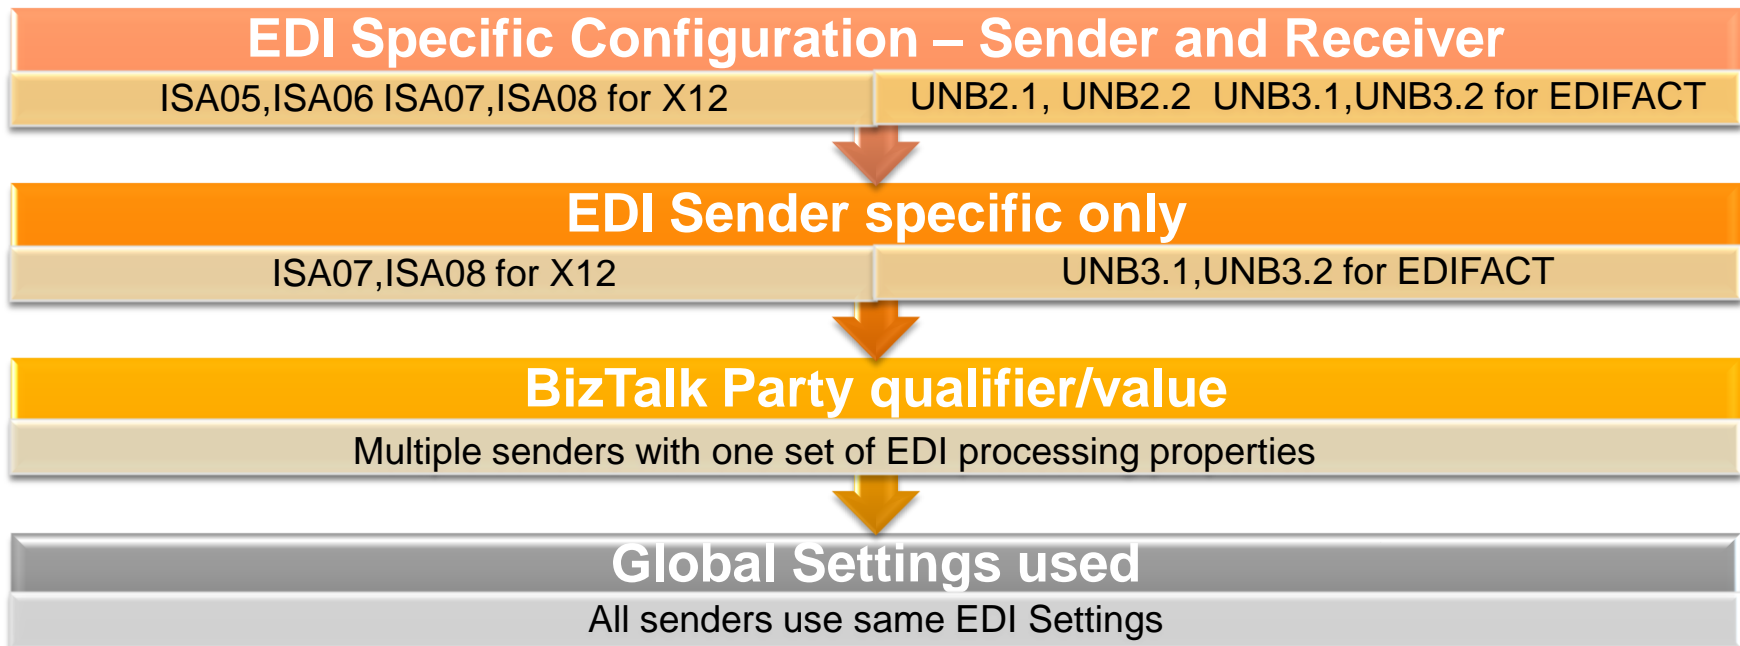 EDI Specific Configuration – Sender and Receiver
ISA05,ISA06 ISA07,ISA08 for X12
UNB2.1, UNB2.2 UNB3.1,UNB3.2 for EDIFACT
EDI Sender specific only
ISA07,ISA08 for X12
UNB3.1,UNB3.2 for EDIFACT
BizTalk Party qualifier/value
Multiple senders with one set of EDI processing properties
Global Settings used
All senders use same EDI Settings